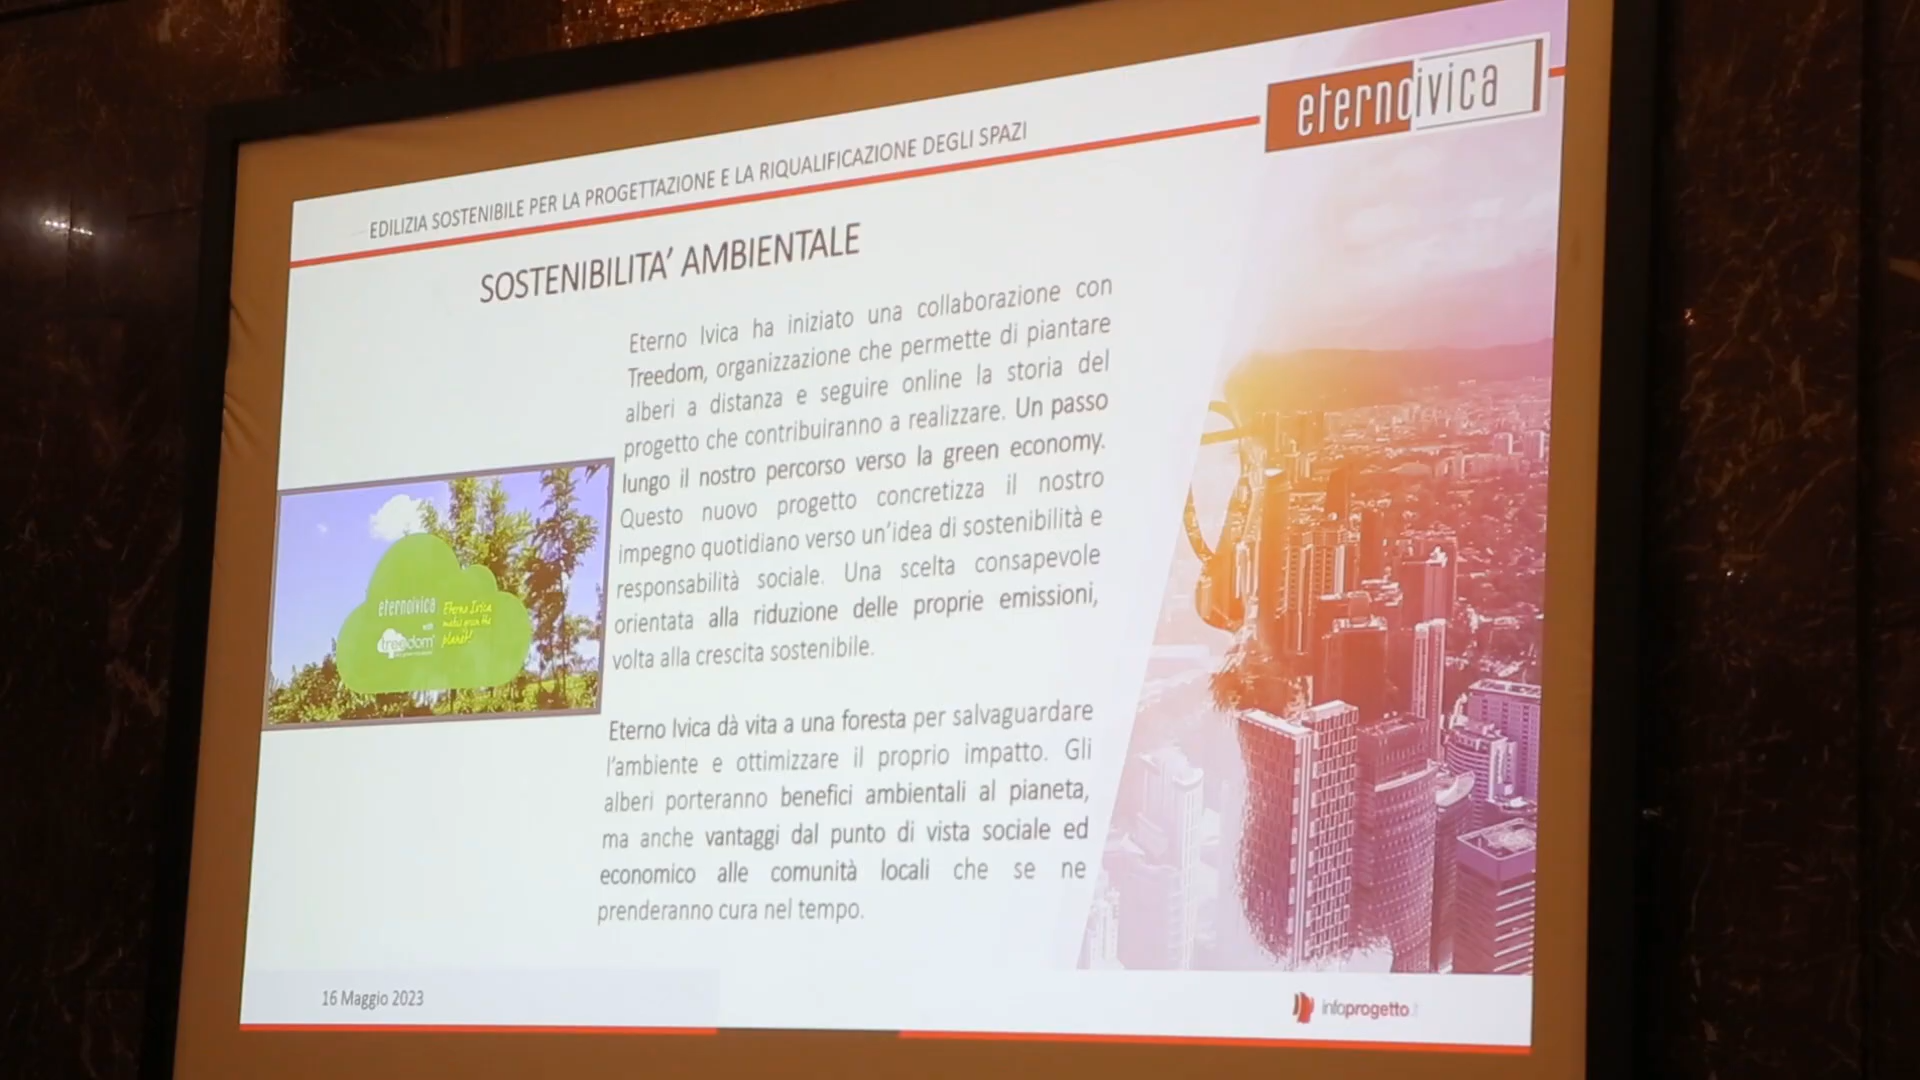 eternoivica
EDILIZIA SOSTENIBILE PER LA PROGETTAZIONE E LA RIQUALIFICAZIONE DEGLI SPAZI
SOSTENIBILITA' AMBIENTALE
Eterno Ivica ha iniziato una collaborazione con
Treedom, organizzazione che permette di piantare
alberi a distanza e seguire online la storia del
progetto che contribuiranno a realizzare. Un passo
lungo il nostro percorso verso la green economy.
Questo nuovo progetto concretizza il nostro
impegno quotidiano verso un'idea di sostenibilità e
responsabilità sociale. Una scelta consapevole
orientata alla riduzione delle proprie emissioni,
volta alla crescita sostenibile.
eternoivica
with
treedom
Eterno Ivica
makes green the
planet!
Eterno Ivica dà vita a una foresta per salvaguardare
l'ambiente e ottimizzare il proprio impatto. Gli
alberi porteranno benefici ambientali al pianeta,
ma anche vantaggi dal punto di vista sociale ed
economico alle comunità locali che se ne
prenderanno cura nel tempo.
16 Maggio 2023
infoprogetto.it